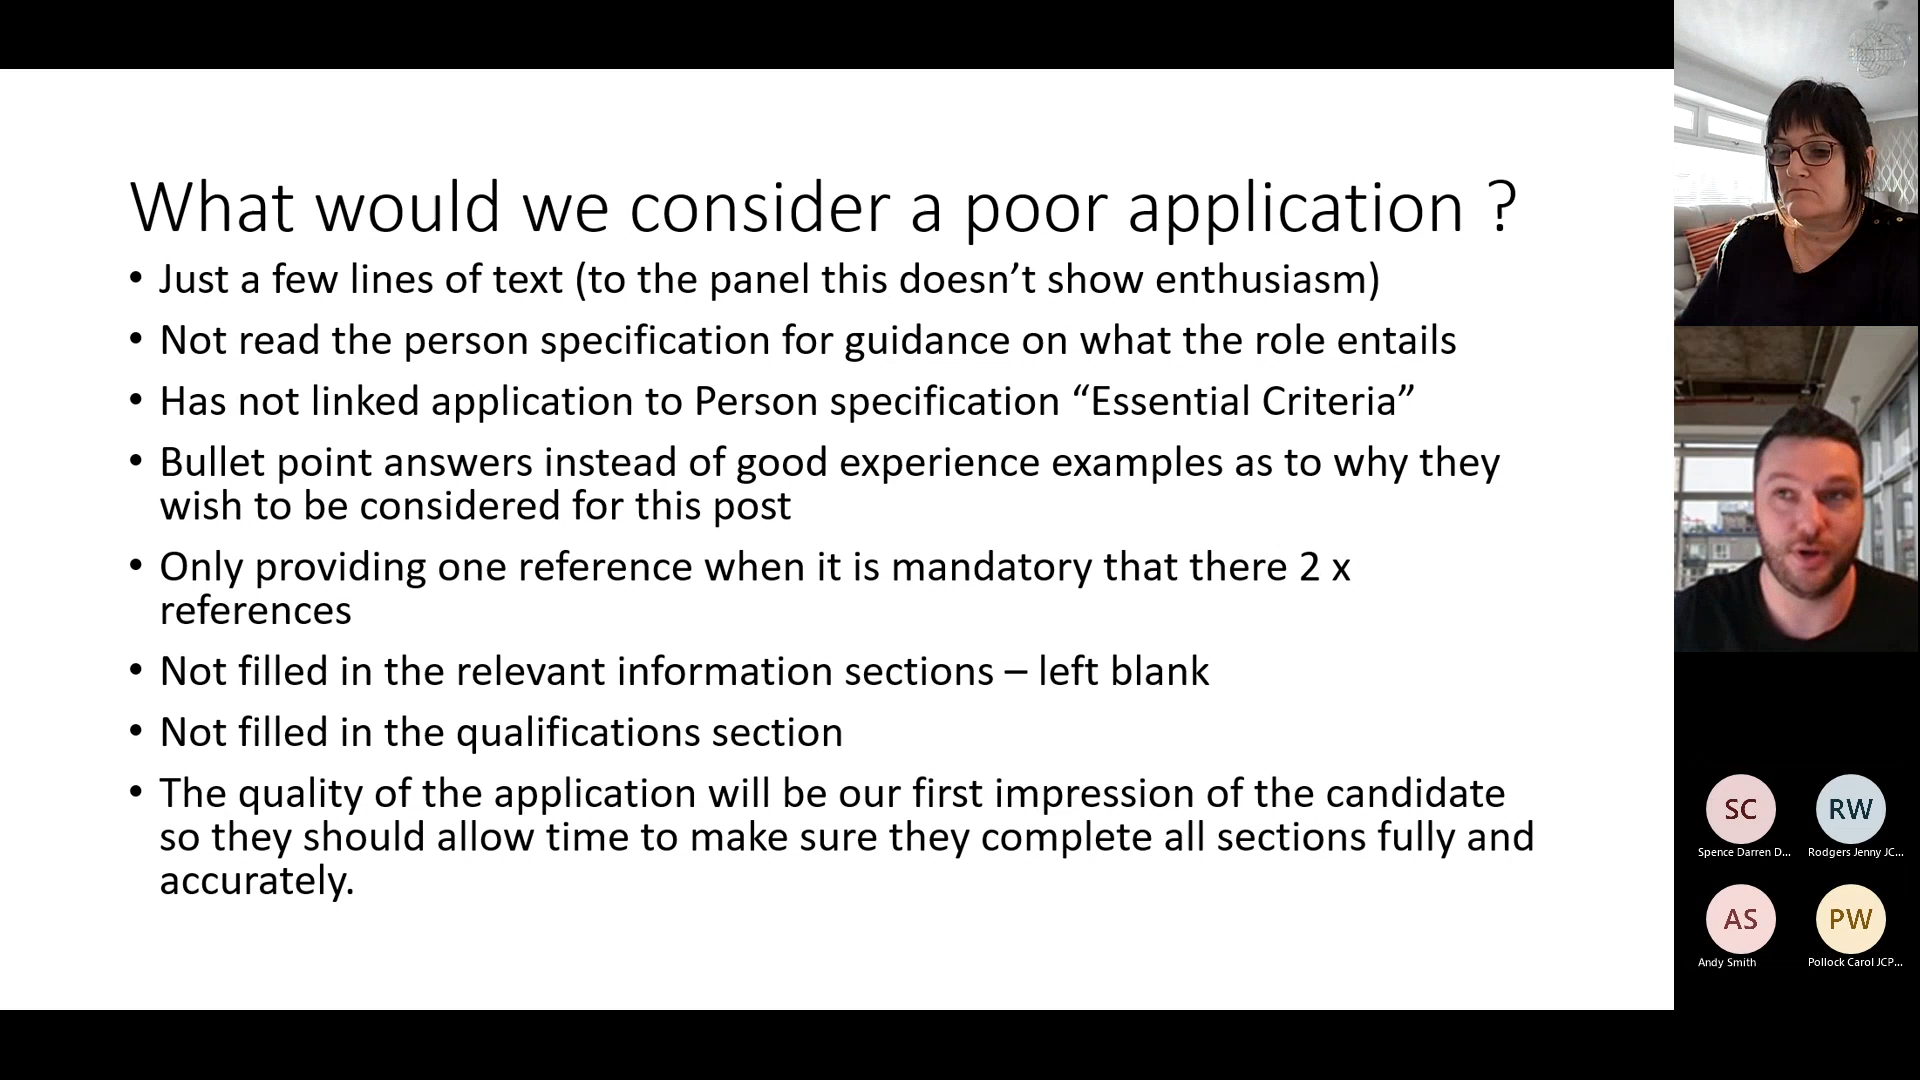 What would we consider a poor application ?
• Just a few lines of text (to the panel this doesn’t show enthusiasm)
• Not read the person specification for guidance on what the role entails
• Has not linked application to Person specification “Essential Criteria”
• Bullet point answers instead of good experience examples as to why they
wish to be considered for this post
• Only providing one reference when it is mandatory that there 2 x
references
• Not filled in the relevant information sections – left blank
• Not filled in the qualifications section
• The quality of the application will be our first impression of the candidate
so they should allow time to make sure they complete all sections fully and
accurately.
SC
RW
Spence Darren D...
Rodgers Jenny JC...
AS
PW
Andy Smith
Pollock Carol JCP...